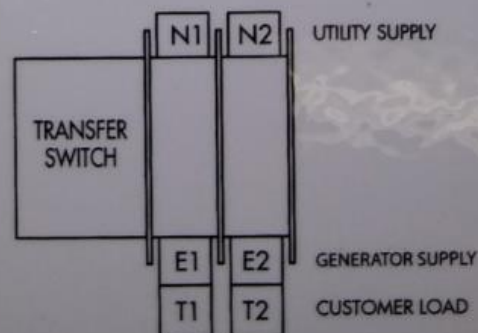 N1 N2 UTILITY SUPPLY
TRANSFER
SWITCH
E1 E2 GENERATOR SUPPLY
T1 T2 CUSTOMER LOAD